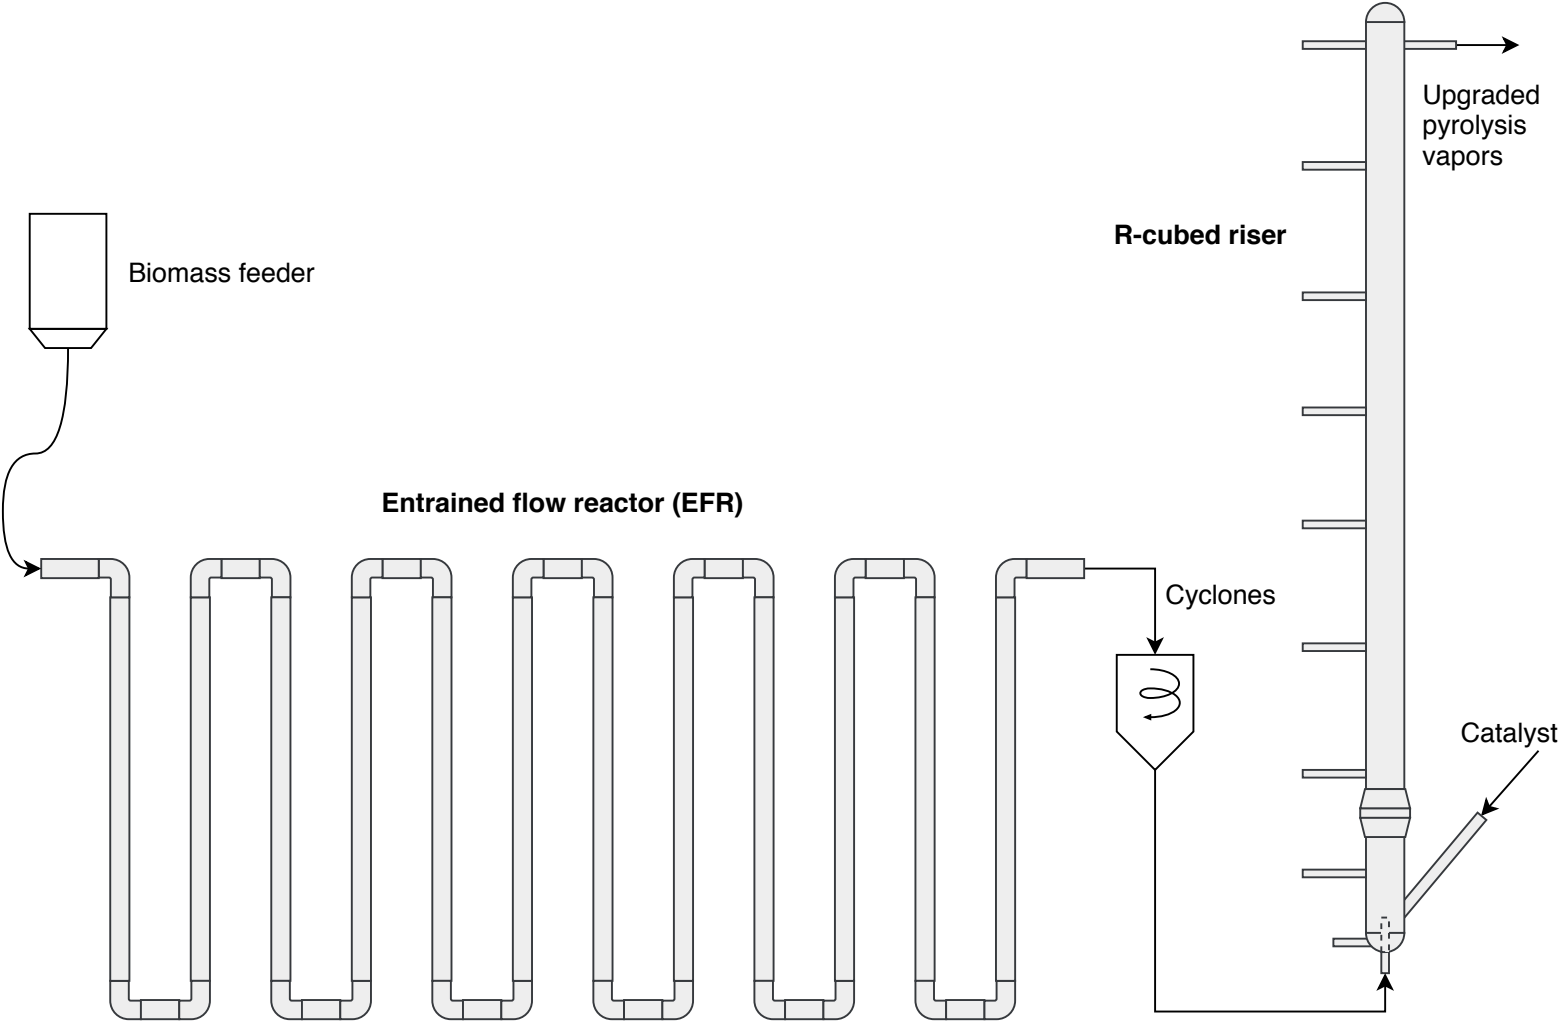 Upgraded
pyrolysis
vapors
R-cubed riser
Biomass feeder
Entrained flow reactor (EFR)
Cyclones
Catalyst